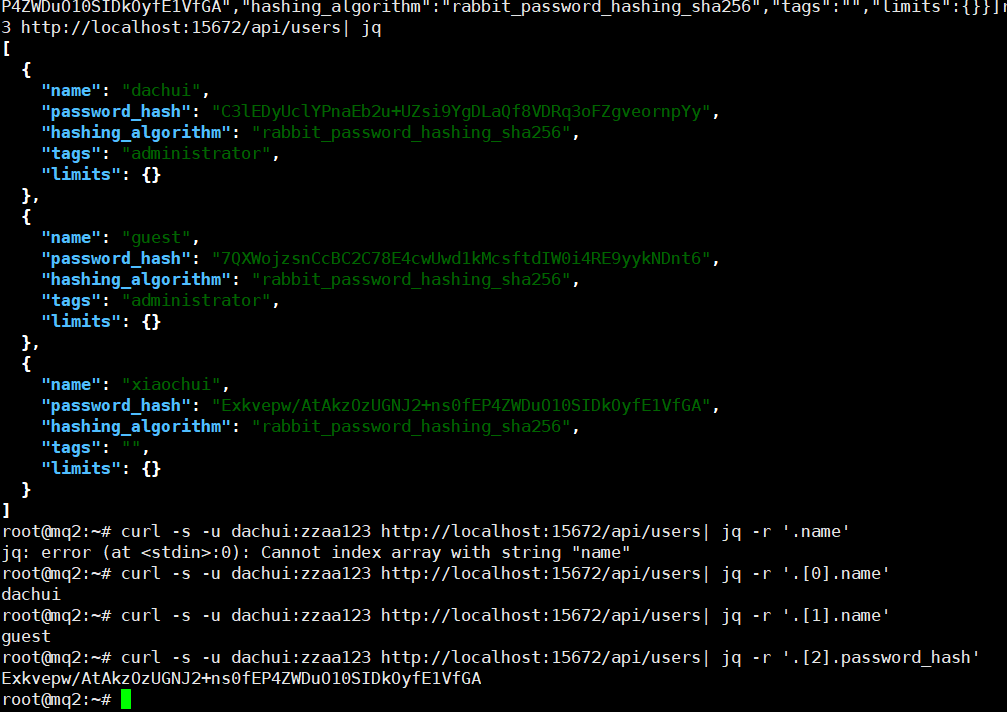 P4ZWDuO10SIDkOyfE1VfGA","hashing_algorithm":"rabbit_password_hashing_sha256","tags":"","limits":{}}]r
3 http://localhost:15672/api/users| jq
[
  {
    "name": "dachui",
    "password_hash": "C3lEDyUclYPnaEb2u+UZsi9YgDLaQf8VDRq3oFZgveornpYy",
    "hashing_algorithm": "rabbit_password_hashing_sha256",
    "tags": "administrator",
    "limits": {}
  },
  {
    "name": "guest",
    "password_hash": "7QXWojzsnCcBC2C78E4cwUwd1kMcsftdIW0i4RE9yykNDnt6",
    "hashing_algorithm": "rabbit_password_hashing_sha256",
    "tags": "administrator",
    "limits": {}
  },
  {
    "name": "xiaochui",
    "password_hash": "Exkvepw/AtAkzOzUGNJ2+ns0fEP4ZWDuO10SIDkOyfE1VfGA",
    "hashing_algorithm": "rabbit_password_hashing_sha256",
    "tags": "",
    "limits": {}
  }
]
root@mq2:~# curl -s -u dachui:zzaa123 http://localhost:15672/api/users| jq -r '.name'
jq: error (at <stdin>:0): Cannot index array with string "name"
root@mq2:~# curl -s -u dachui:zzaa123 http://localhost:15672/api/users| jq -r '.[0].name'
dachui
root@mq2:~# curl -s -u dachui:zzaa123 http://localhost:15672/api/users| jq -r '.[1].name'
guest
root@mq2:~# curl -s -u dachui:zzaa123 http://localhost:15672/api/users| jq -r '.[2].password_hash'
Exkvepw/AtAkzOzUGNJ2+ns0fEP4ZWDuO10SIDkOyfE1VfGA
root@mq2:~#